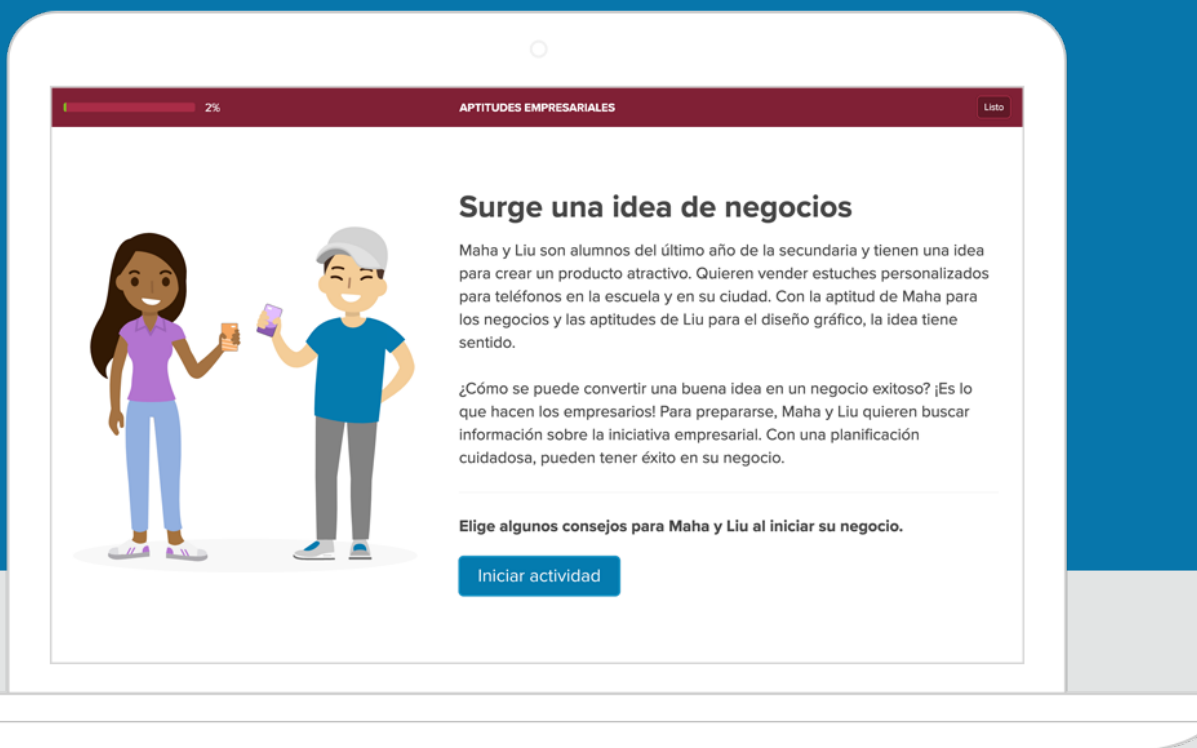 2%
APTITUDES EMPRESARIALES
Listo
Surge una idea de negocios
Maha y Liu son alumnos del último año de la secundaria y tienen una idea
para crear un producto atractivo. Quieren vender estuches personalizados
para teléfonos en la escuela y en su ciudad. Con la aptitud de Maha para
los negocios y las aptitudes de Liu para el diseño gráfico, la idea tiene
sentido.
¿Cómo se puede convertir una buena idea en un negocio exitoso? ¡Es lo
que hacen los empresarios! Para prepararse, Maha y Liu quieren buscar
información sobre la iniciativa empresarial. Con una planificación
cuidadosa, pueden tener éxito en su negocio.
Elige algunos consejos para Maha y Liu al iniciar su negocio.
Iniciar actividad